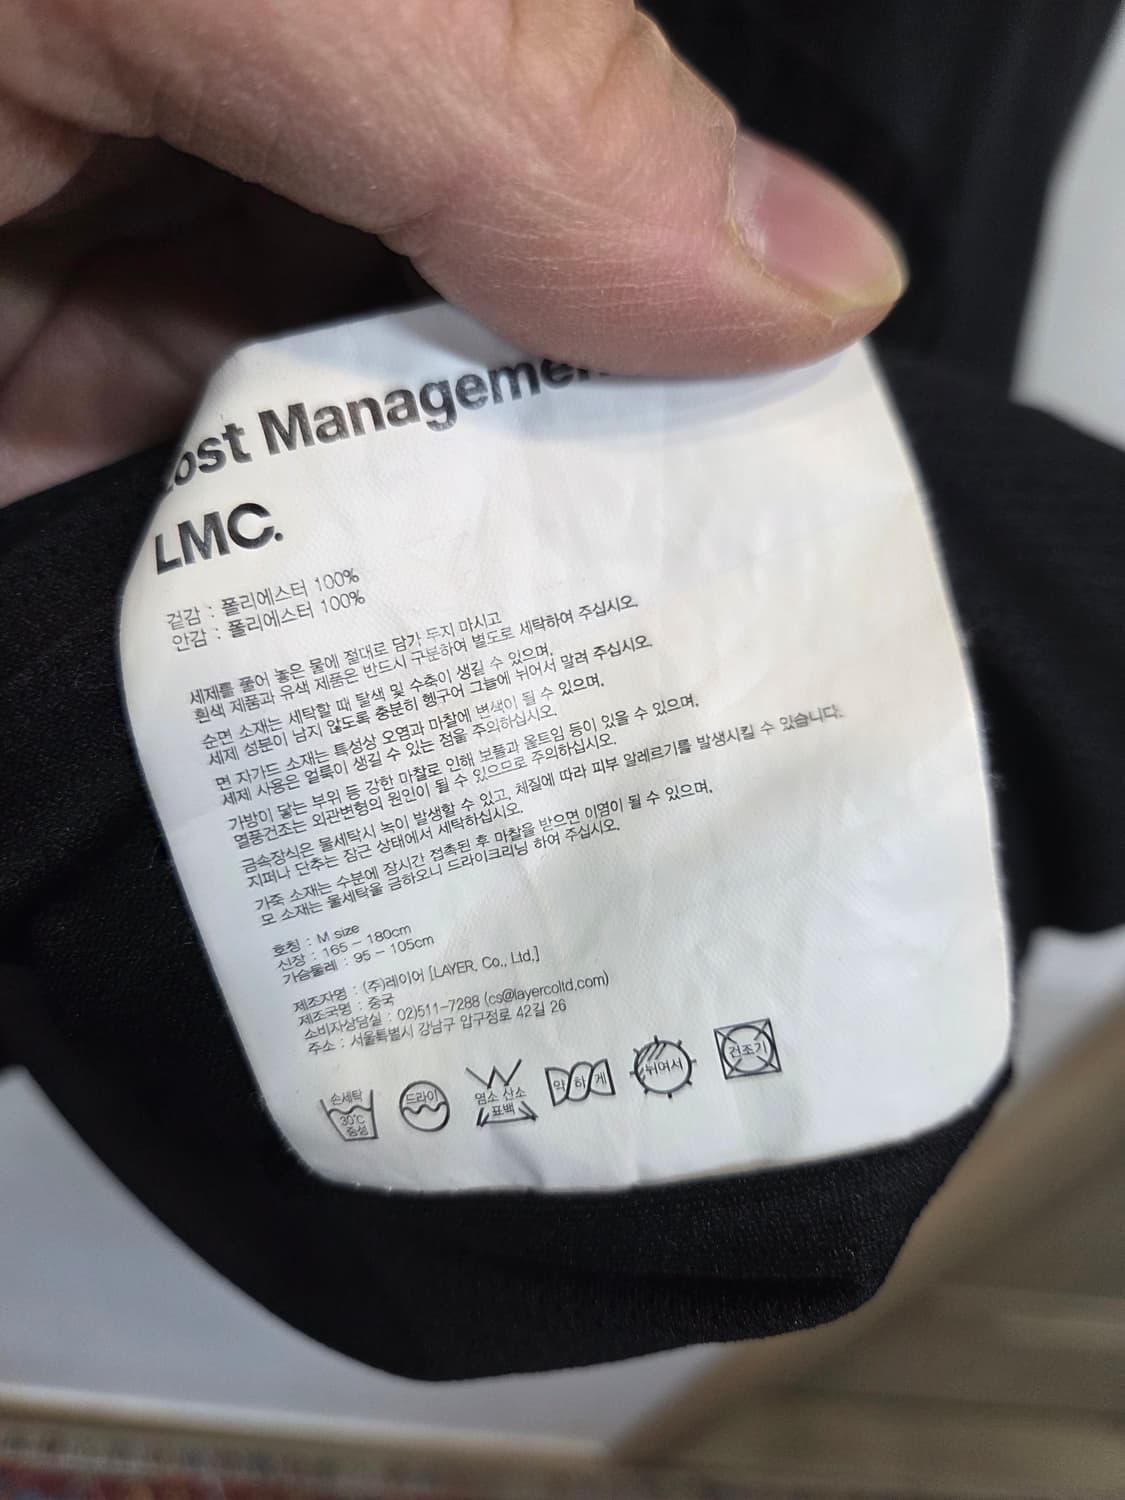 Lost Management
LMC.
겉감 : 폴리에스터 100%
안감 : 폴리에스터 100%
세제를 풀어 놓은 물에 절대로 담가 두지 마시고
흰색 제품과 유색 제품은 반드시 구분하여 별도로 세탁하여 주십시오.
순면 소재는 세탁할 때 탈색 및 수축이 생길 수 있으며,
세제 성분이 남지 않도록 충분히 헹구어 그늘에 뉘어서 말려 주십시오.
면 자가드 소재는 특성상 오염과 마찰에 변색이 될 수 있으며,
세제 사용은 얼룩이 생길 수 있는 점을 주의하십시오.
가방이 닿는 부위 등 강한 마찰로 인해 보풀과 올트임 등이 있을 수 있으며,
열풍건조는 외관변형의 원인이 될 수 있으므로 주의하십시오.
금속장식은 물세탁시 녹이 발생할 수 있고, 체질에 따라 피부 알레르기를 발생시킬 수 있습니다.
지퍼나 단추는 잠근 상태에서 세탁하십시오.
가죽 소재는 수분에 장시간 접촉된 후 마찰을 받으면 이염이 될 수 있으며,
모 소재는 물세탁을 금하오니 드라이크리닝 하여 주십시오.
호칭 : M size
신장 : 165 - 180cm
가슴둘레 : 95 - 105cm
제조자명 : (주)레이어 [LAYER. Co., Ltd.]
제조국명 : 중국
소비자상담실 : 02)511-7288 (cs@layercoltd.com)
주소 : 서울특별시 강남구 압구정로 42길 26
손세탁
30°C
중성
드라이
염소 산소
표백
약하게
뉘어서
건조기